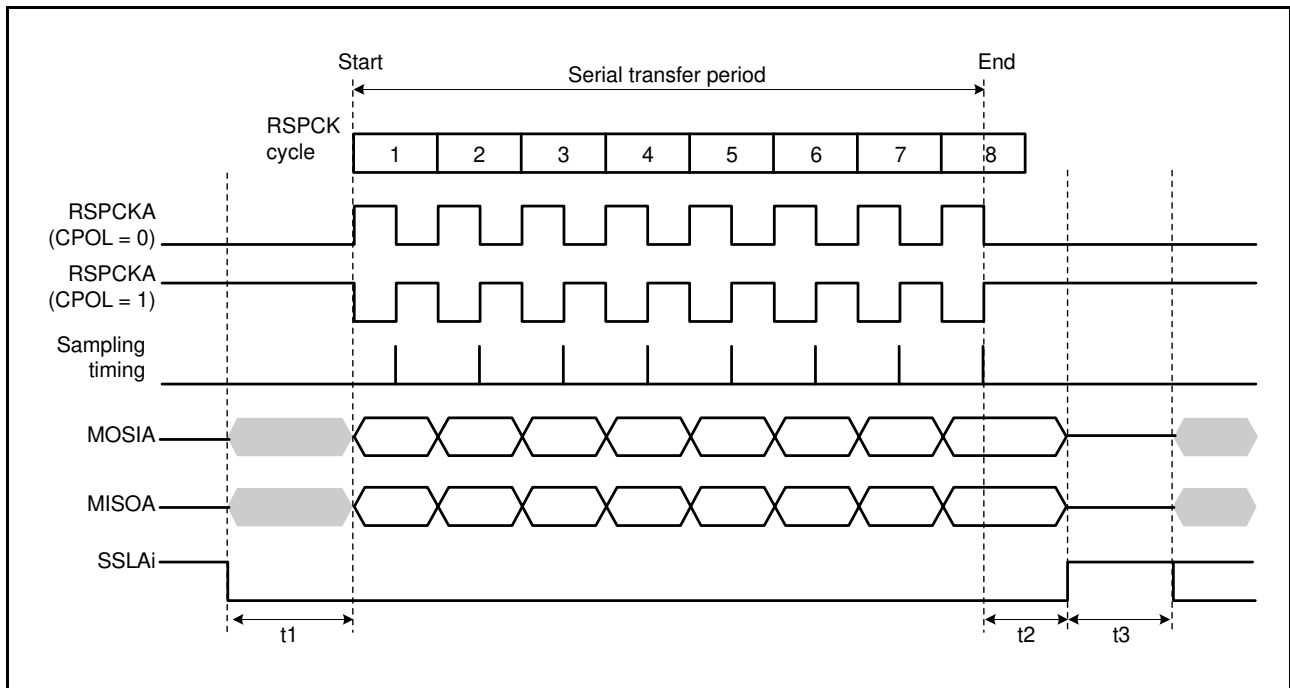 Start
End
Serial transfer period
RSPCK
cycle
1 2 3 4 5 6 7 8
RSPCKA
(CPOL = 0)
RSPCKA
(CPOL = 1)
Sampling
timing
MOSIA
MISOA
SSLAi
t1
t2
t3